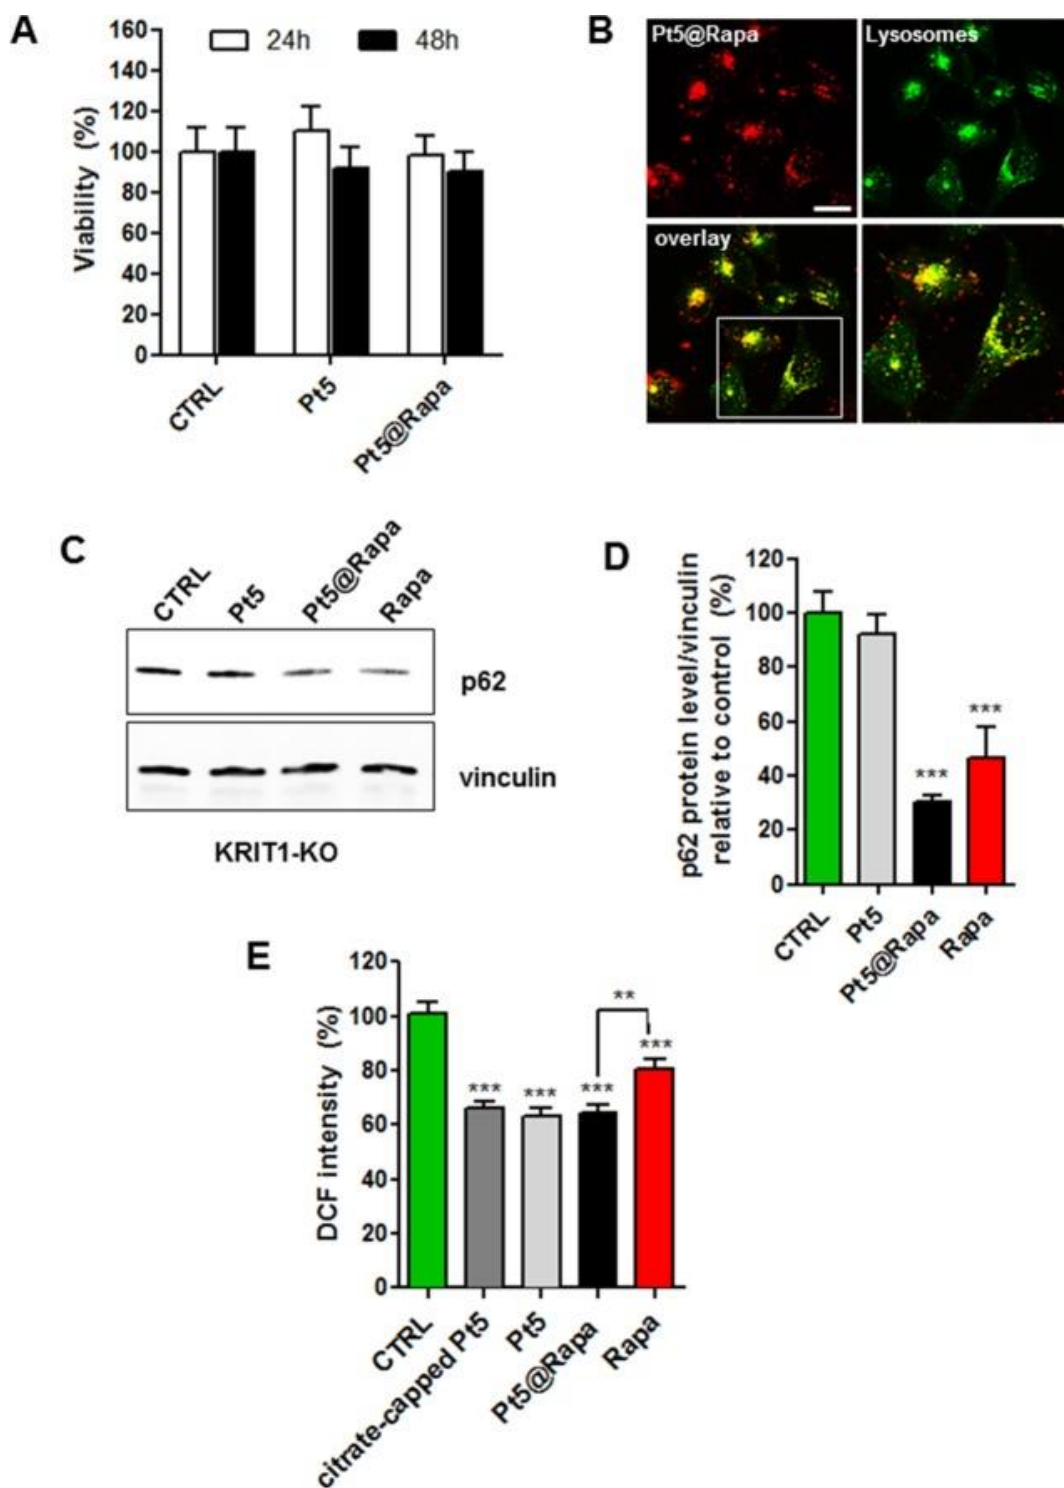 A
24h 48h
Viability (%)
160
140
120
100
80
60
40
20
0
CTRL
Pt5
Pt5@Rapa
B
Pt5@Rapa
Lysosomes
overlay
C
CTRL
Pt5
Pt5@Rapa
Rapa
p62
vinculin
KRIT1-KO
D
p62 protein level/vinculin
relative to control (%)
120
100
80
60
40
20
0
***
***
CTRL
Pt5
Pt5@Rapa
Rapa
E
DCF intensity (%)
120
100
80
60
40
20
0
**
***
***
***
***
CTRL
citrate-capped Pt5
Pt5
Pt5@Rapa
Rapa